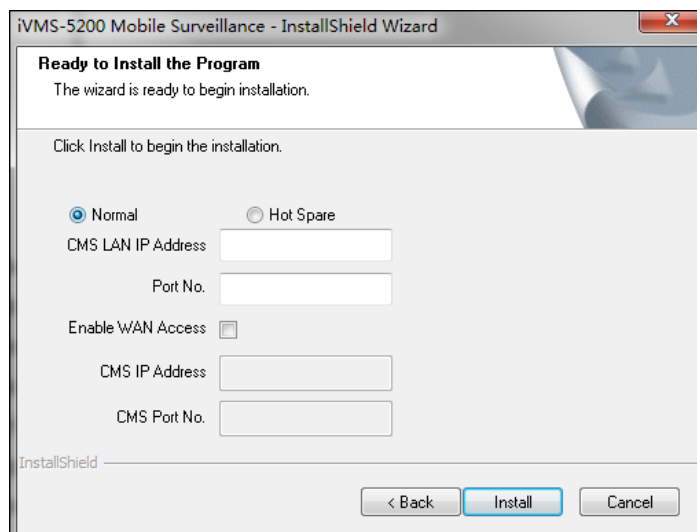 iVMS-5200 Mobile Surveillance - InstallShield Wizard
Ready to Install the Program
The wizard is ready to begin installation.
Click Install to begin the installation.
Normal Hot Spare
CMS LAN IP Address
Port No.
Enable WAN Access
CMS IP Address
CMS Port No.
InstallShield
< Back Install Cancel